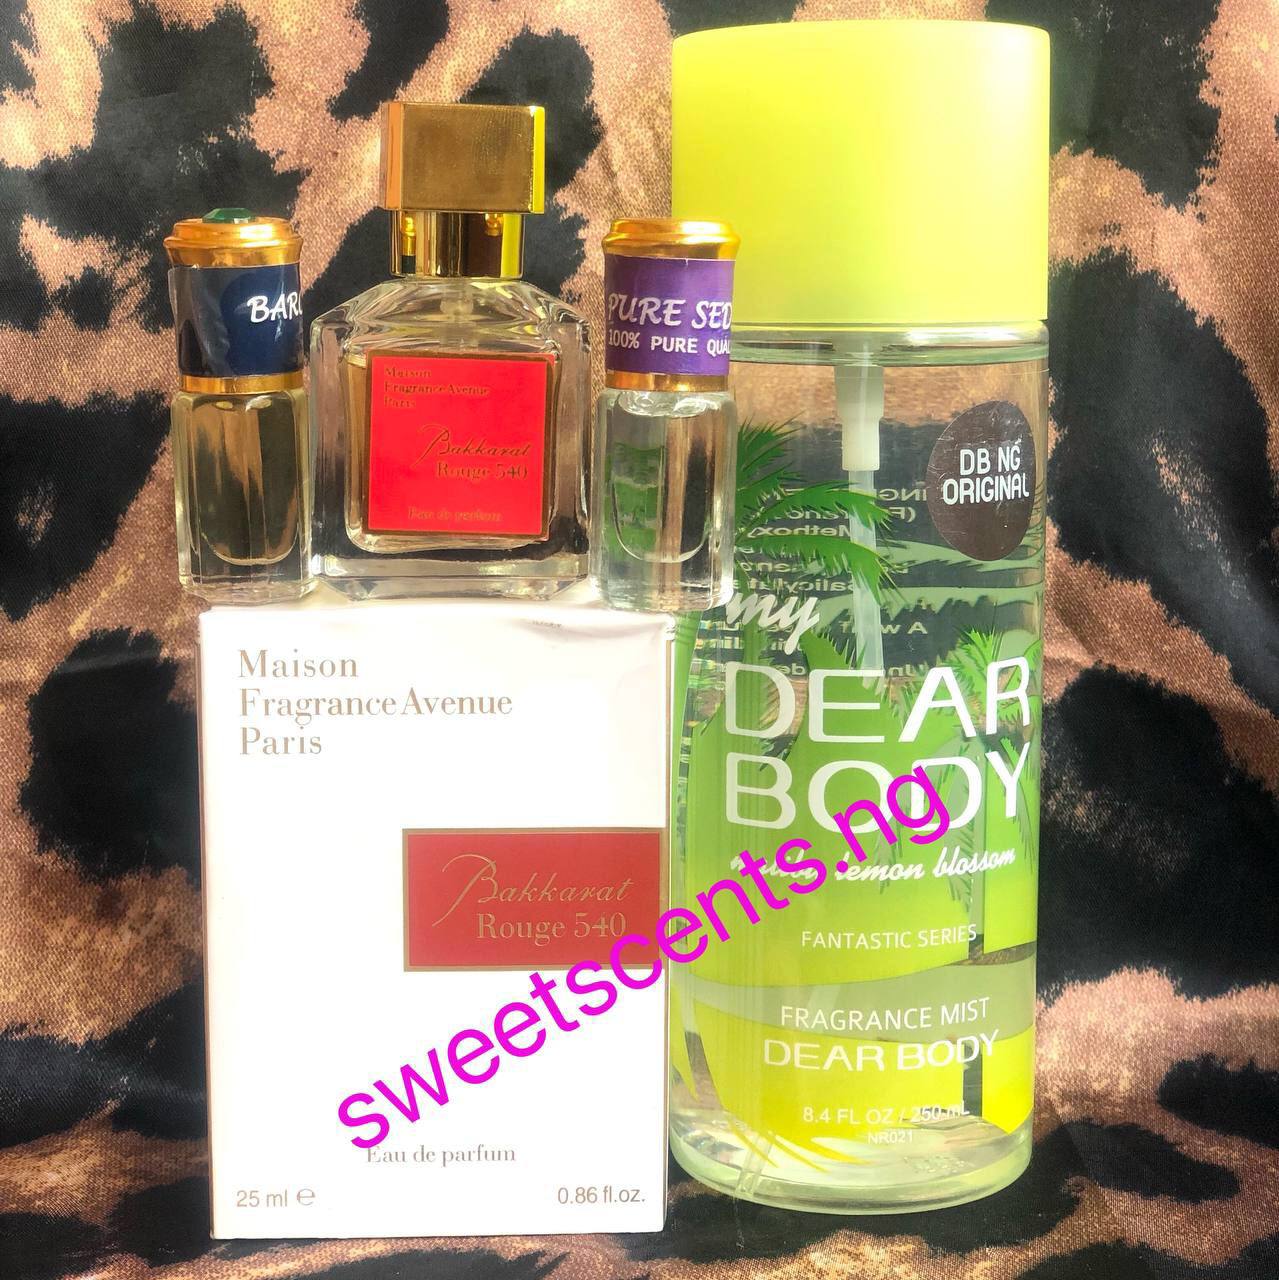 BAR
PURE SED
100% PURE QUAL
Maison
Fragrance Avenue
Paris
Bakkarat
Rouge 540
Eau de parfum
DB NG
ORIGINAL
my
DEAR
BODY
lemon blossom
FANTASTIC SERIES
FRAGRANCE MIST
DEAR BODY
8.4 FL OZ / 250 mL
NR021
Maison
Fragrance Avenue
Paris
Bakkarat
Rouge 540
Eau de parfum
25 ml e
0.86 fl.oz.
sweetscents.ng